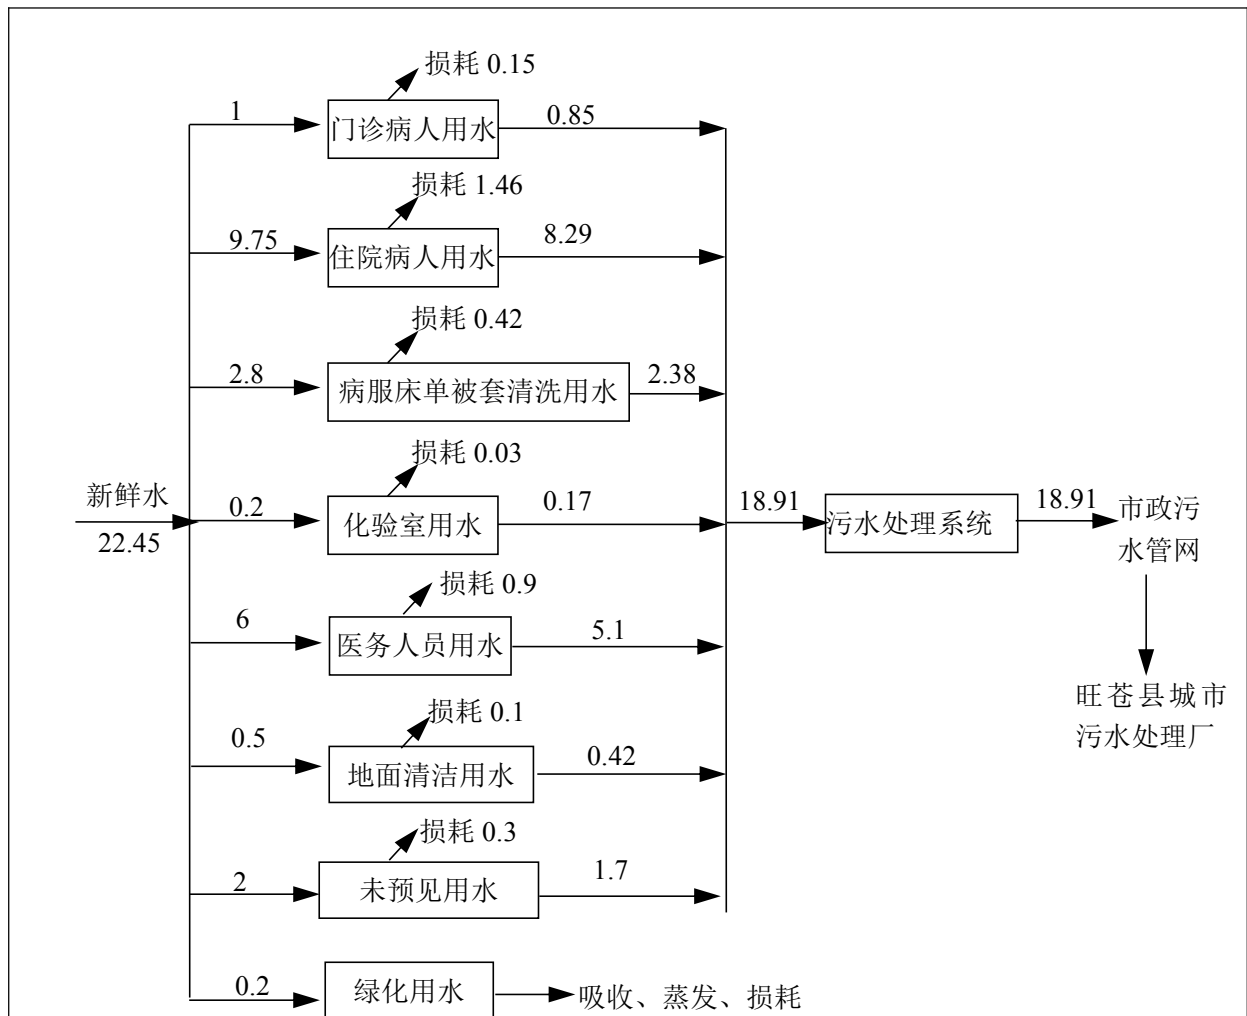 损耗 0.15
1
门诊病人用水
0.85
损耗 1.46
9.75
住院病人用水
8.29
损耗 0.42
2.8
病服床单被套清洗用水
2.38
损耗 0.03
新鲜水
22.45
0.2
化验室用水
0.17
18.91
污水处理系统
18.91
市政污
水管网
损耗 0.9
6
医务人员用水
5.1
旺苍县城市
污水处理厂
损耗 0.1
0.5
地面清洁用水
0.42
损耗 0.3
2
未预见用水
1.7
0.2
绿化用水
吸收、蒸发、损耗